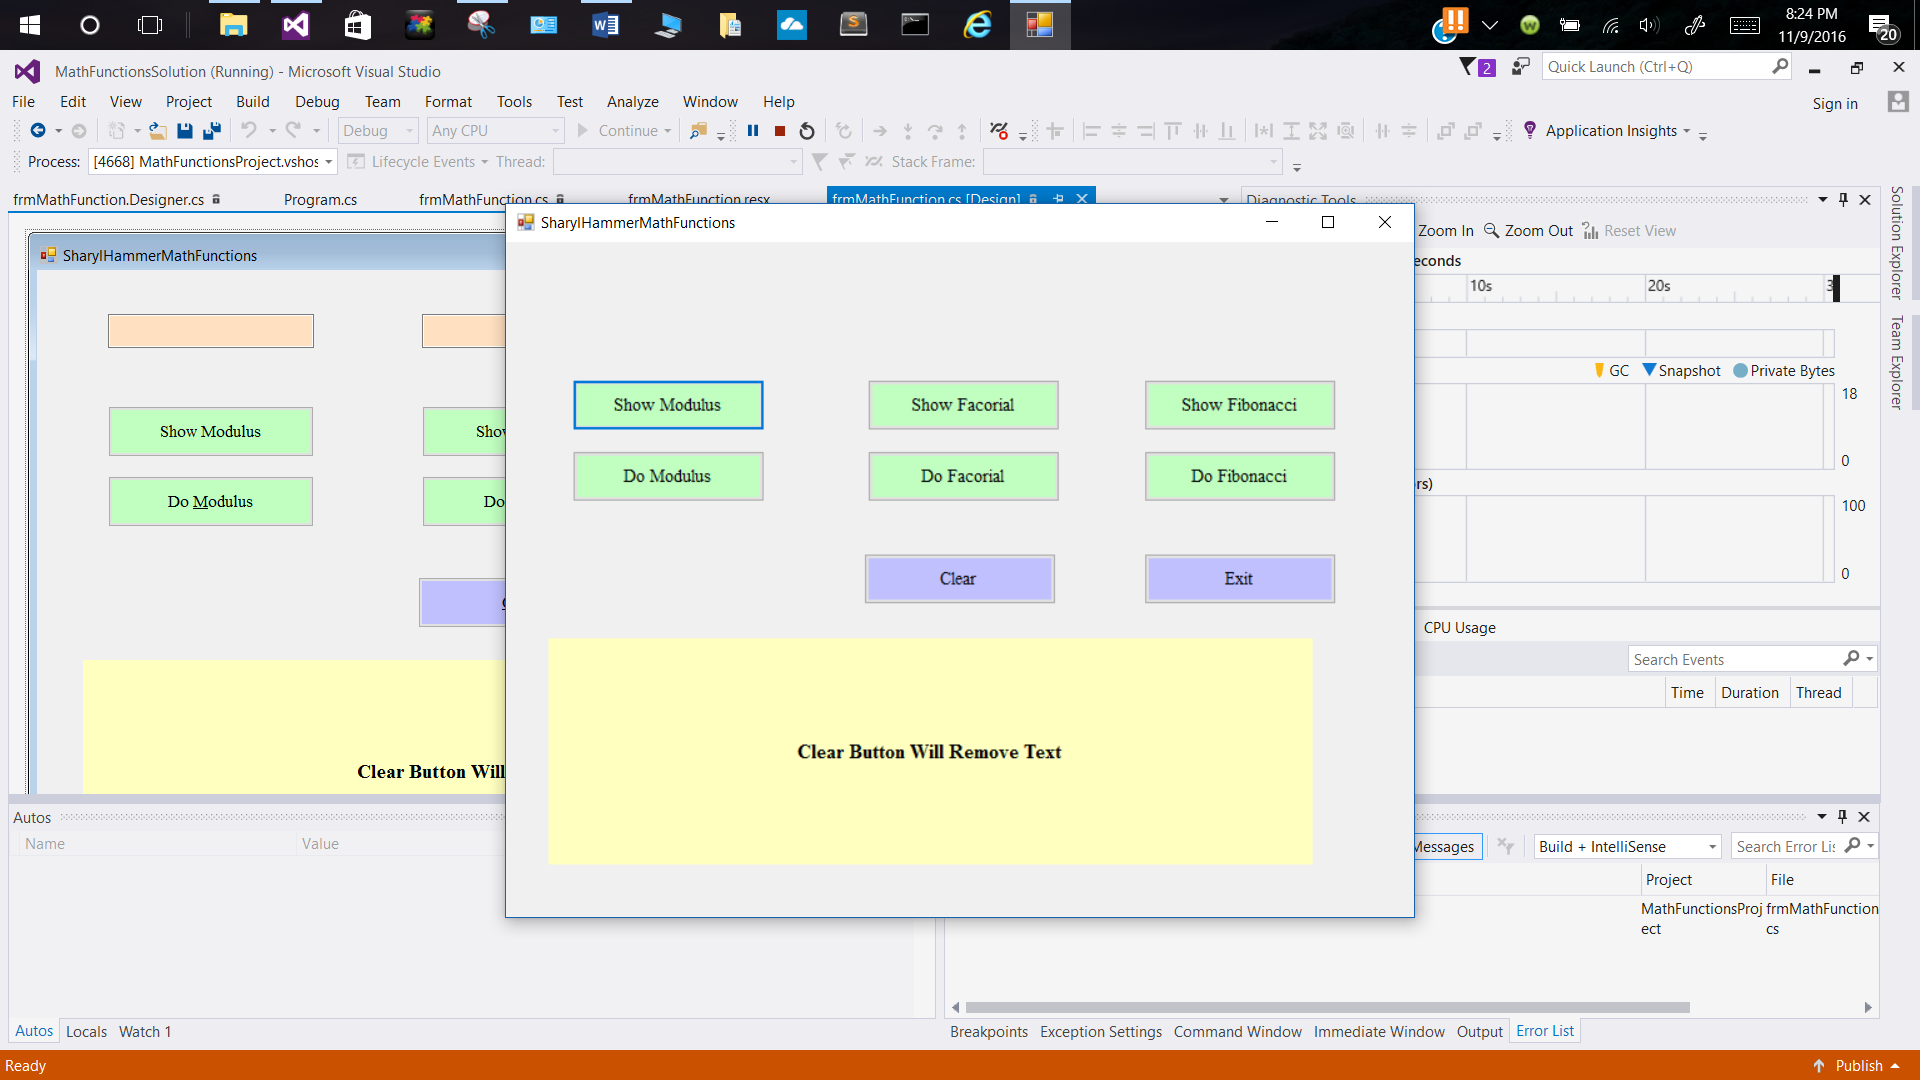 8:24 PM
11/9/2016
20
MathFunctionsSolution (Running) - Microsoft Visual Studio
2
Quick Launch (Ctrl+Q)
File Edit View Project Build Debug Team Format Tools Test Analyze Window Help
Sign in
Debug Any CPU Continue Application Insights
Process: [4668] MathFunctionsProject.vshos Lifecycle Events Thread: Stack Frame:
frmMathFunction.Designer.cs Program.cs frmMathFunction.cs frmMathFunction.resx frmMathFunction.cs [Design] Diagnostic Tools
Solution Explorer
Team Explorer
SharylHammerMathFunctions
Show Modulus
Do Modulus
Clear Button Will
SharylHammerMathFunctions
Show Modulus Show Facorial Show Fibonacci
Do Modulus Do Facorial Do Fibonacci
Clear Exit
Clear Button Will Remove Text
Zoom In Zoom Out Reset View
econds
10s 20s 3
GC Snapshot Private Bytes
18
0
rs)
100
0
CPU Usage
Search Events
Time Duration Thread
Autos
Name Value
Messages Build + IntelliSense Search Error Lis
Project File
MathFunctionsProj frmMathFunction
ect cs
Autos Locals Watch 1
Breakpoints Exception Settings Command Window Immediate Window Output Error List
Ready Publish